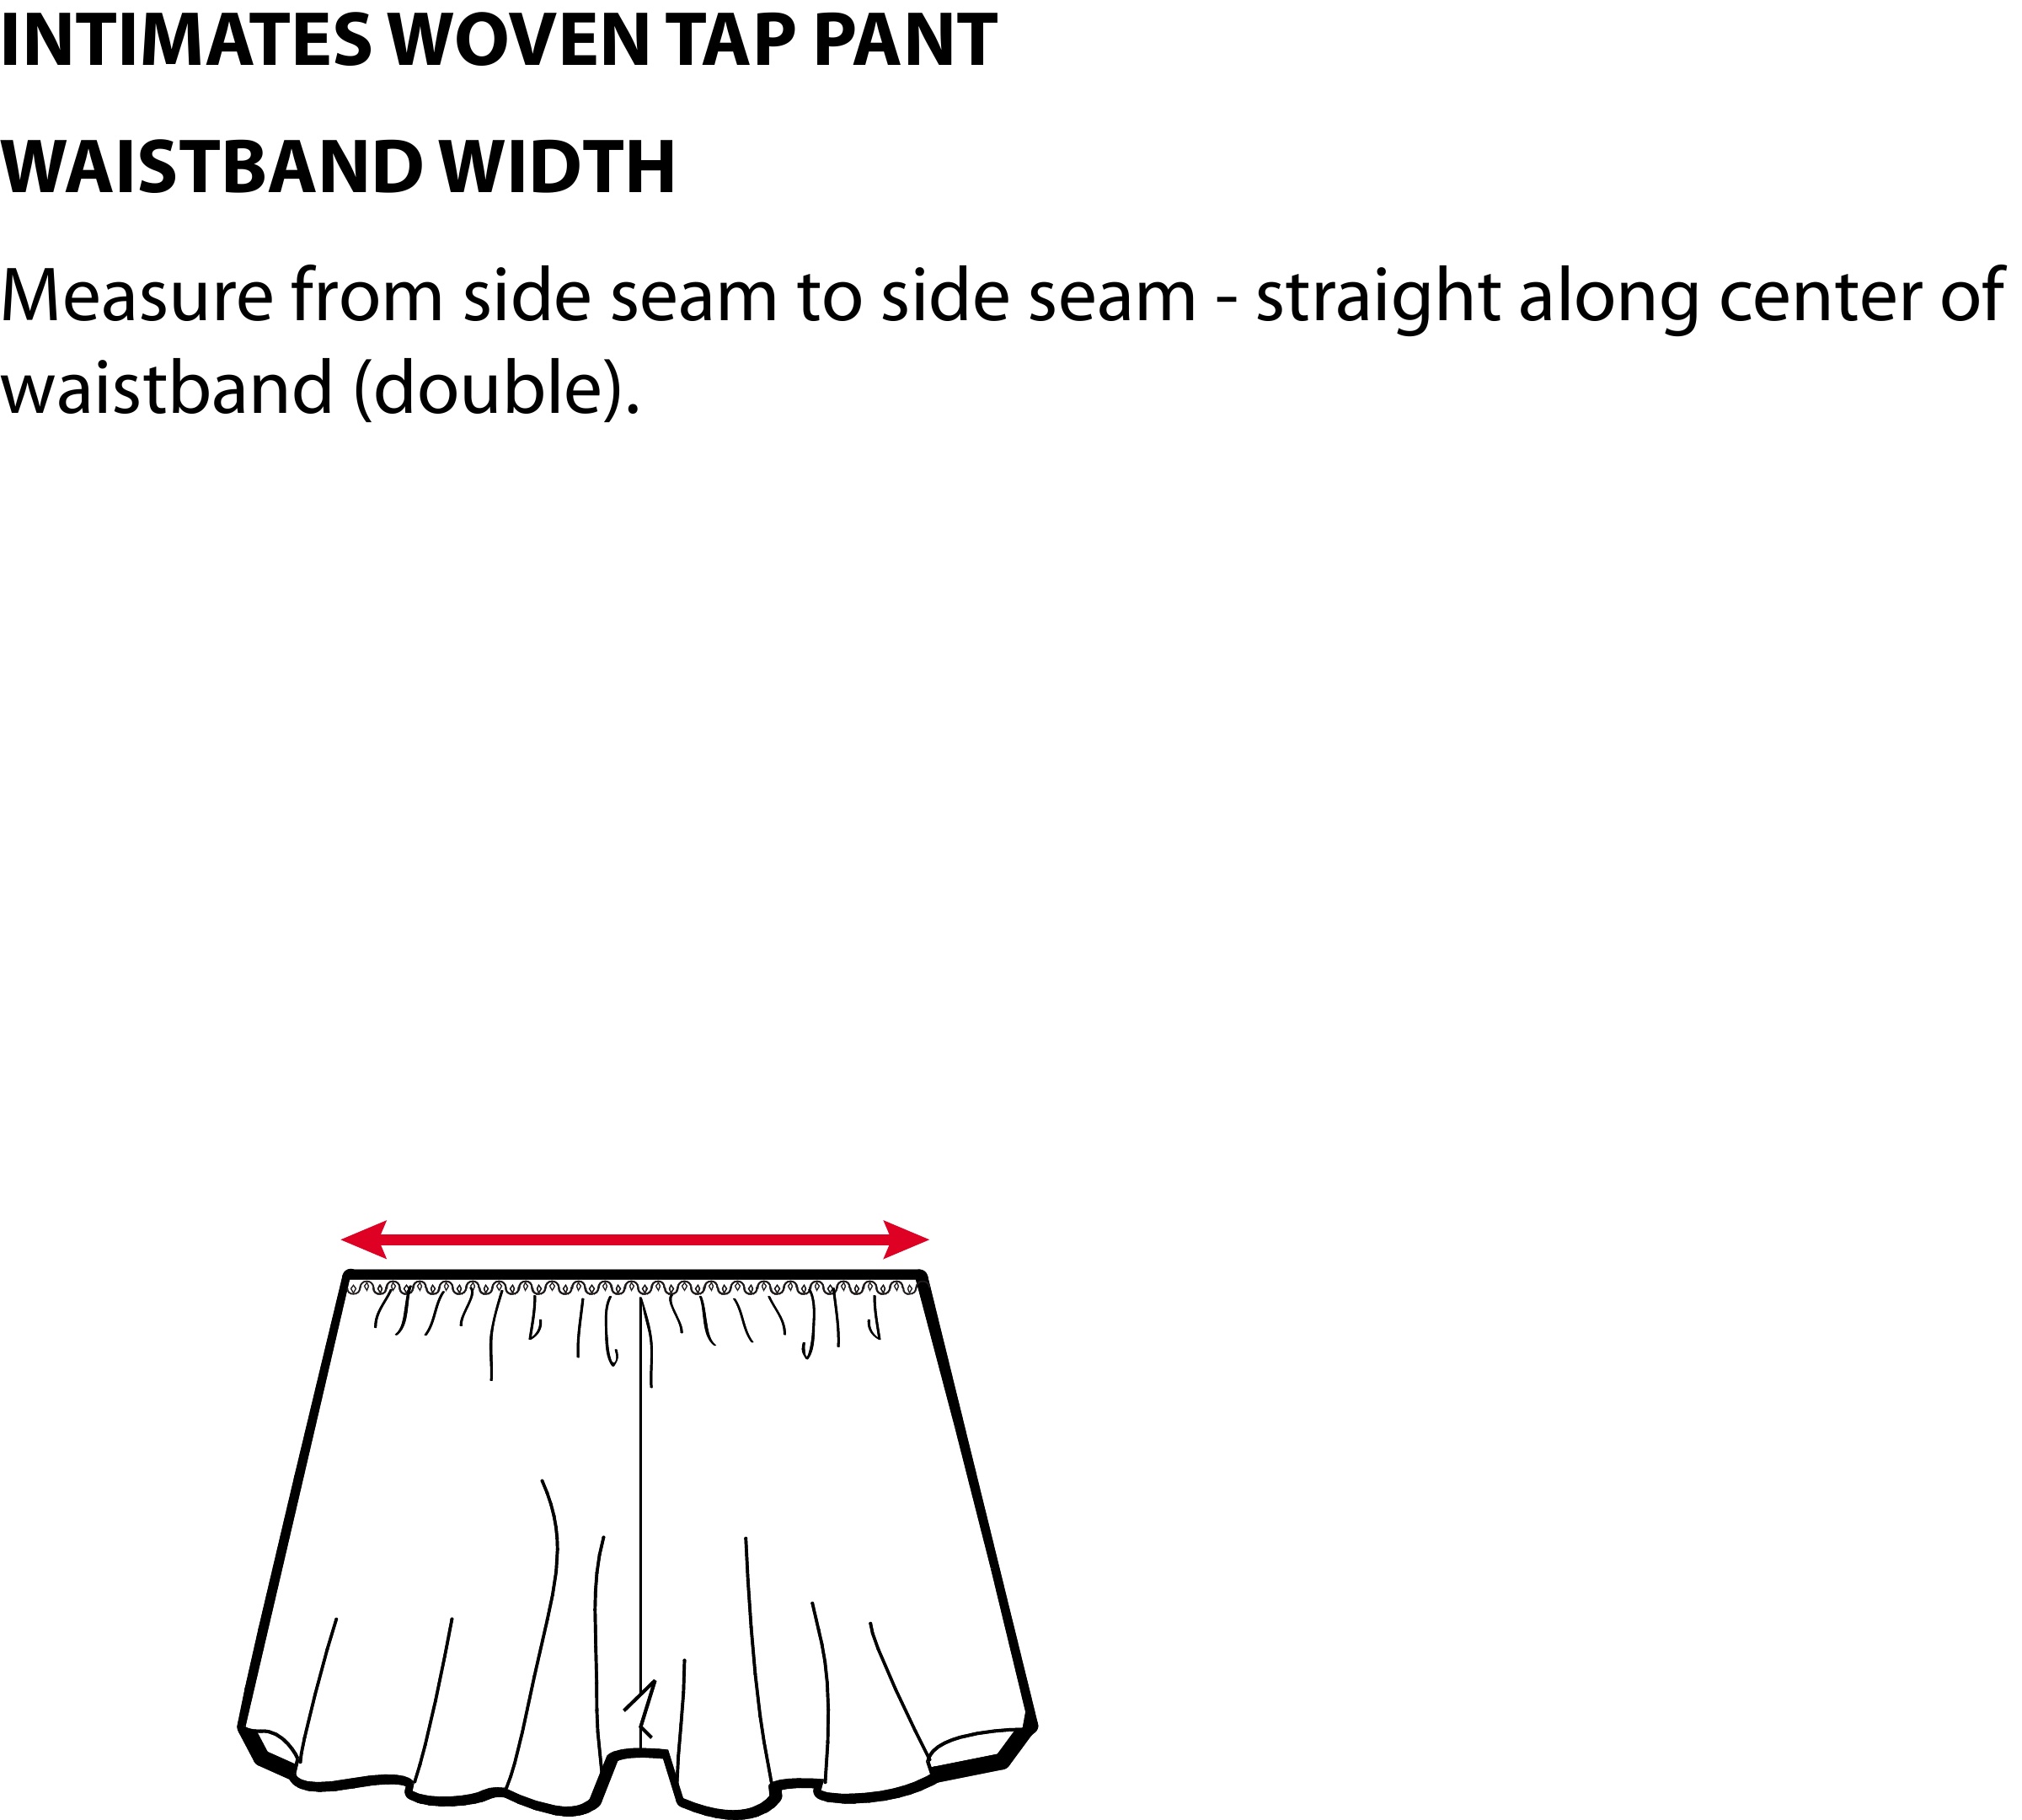 INTIMATES WOVEN TAP PANT
WAISTBAND WIDTH
Measure from side seam to side seam - straight along center of
waistband (double).